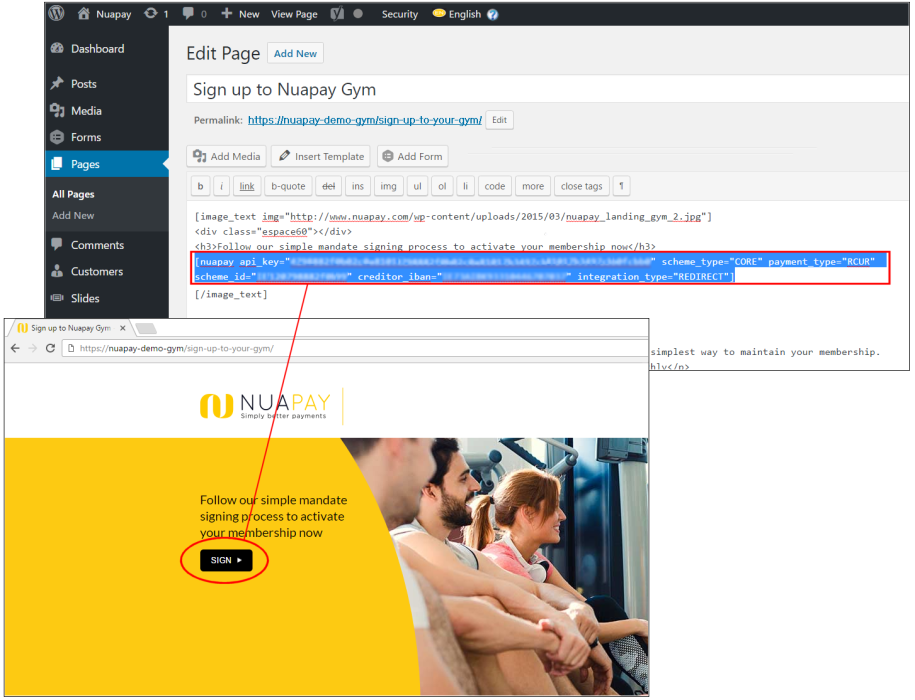 Nuapay 1 0 + New View Page Security English
Dashboard
Posts
Media
Forms
Pages
All Pages
Add New
Comments
Customers
Slides
Edit Page Add New
Sign up to Nuapay Gym
Permalink: https://nuapay-demo-gym/sign-up-to-your-gym/ Edit
Add Media Insert Template Add Form
b i link b-quote del ins img ul ol li code more close tags ¶
[image_text img="http://www.nuapay.com/wp-content/uploads/2015/03/nuapay_landing_gym_2.jpg"]
<div class="espace60"></div>
<h3>Follow our simple mandate signing process to activate your membership now</h3>
[nuapay api_key="" scheme_type="CORE" payment_type="RCUR"
scheme_id="" creditor_iban="" integration_type="REDIRECT"]
[/image_text]
simplest way to maintain your membership.
hly</p>
Sign up to Nuapay Gym ×
https://nuapay-demo-gym/sign-up-to-your-gym/
NUAPAY
Simply better payments
Follow our simple mandate
signing process to activate
your membership now
SIGN